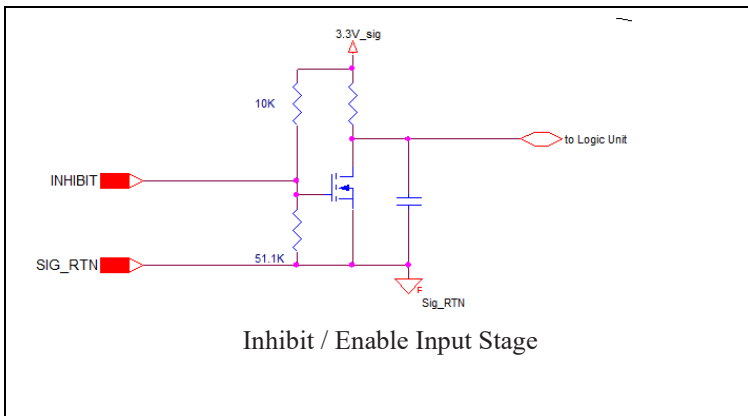 3.3V_sig
10K
to Logic Unit
INHIBIT
51.1K
SIG_RTN
F
Sig_RTN
Inhibit / Enable Input Stage